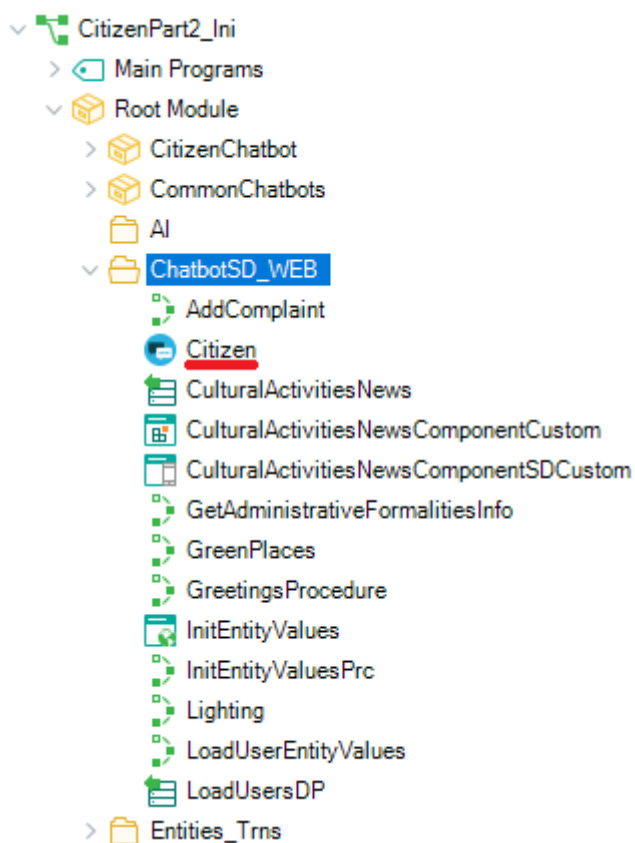 CitizenPart2_Ini
Main Programs
Root Module
CitizenChatbot
CommonChatbots
AI
ChatbotSD_WEB
AddComplaint
Citizen
CulturalActivitiesNews
CulturalActivitiesNewsComponentCustom
CulturalActivitiesNewsComponentSDCustom
GetAdministrativeFormalitiesInfo
GreenPlaces
GreetingsProcedure
InitEntityValues
InitEntityValuesPrc
Lighting
LoadUserEntityValues
LoadUsersDP
Entities_Trns